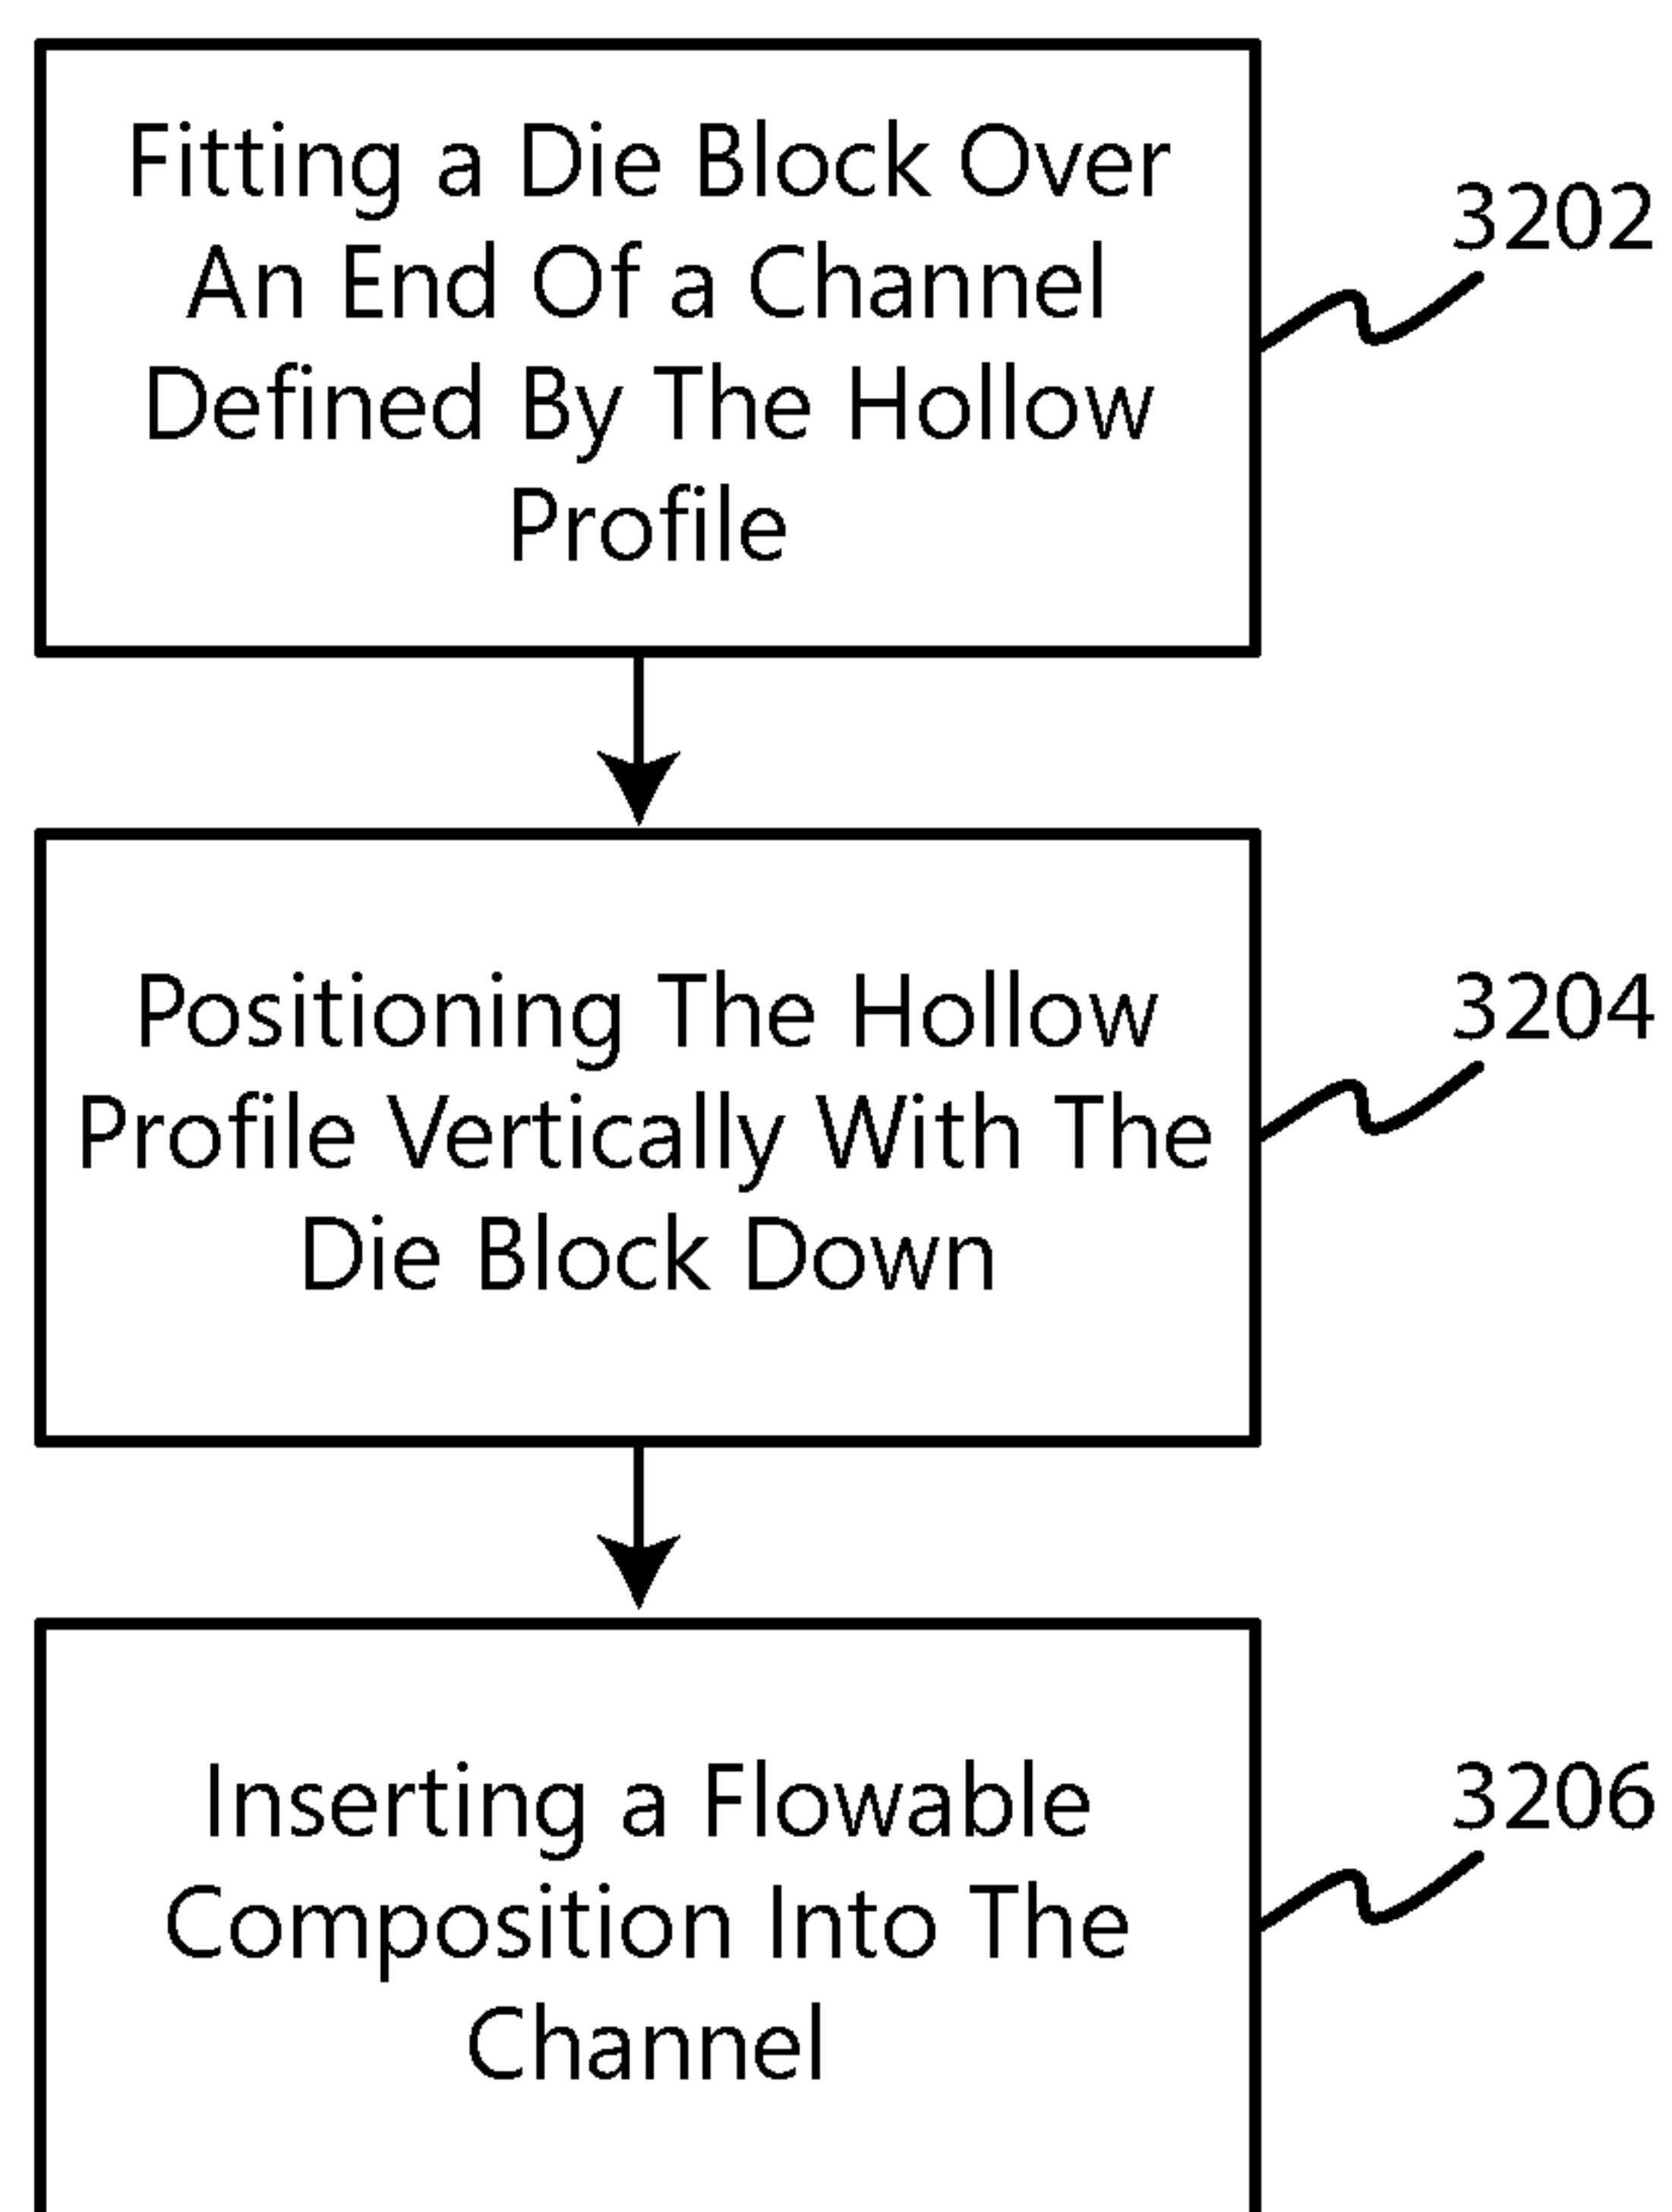 Fitting a Die Block Over
An End Of a Channel
Defined By The Hollow
Profile
3202
Positioning The Hollow
Profile Vertically With The
Die Block Down
3204
Inserting a Flowable
Composition Into The
Channel
3206